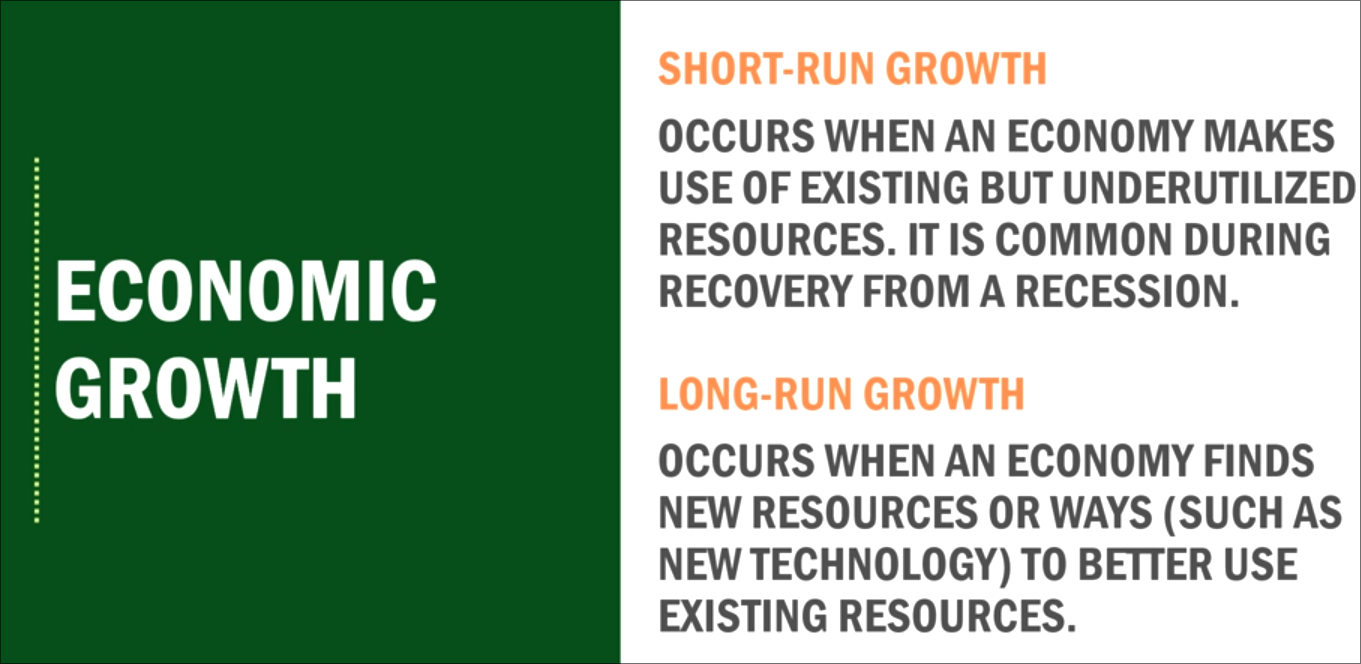 ECONOMIC
GROWTH
SHORT-RUN GROWTH
OCCURS WHEN AN ECONOMY MAKES
USE OF EXISTING BUT UNDERUTILIZED
RESOURCES. IT IS COMMON DURING
RECOVERY FROM A RECESSION.
LONG-RUN GROWTH
OCCURS WHEN AN ECONOMY FINDS
NEW RESOURCES OR WAYS (SUCH AS
NEW TECHNOLOGY) TO BETTER USE
EXISTING RESOURCES.